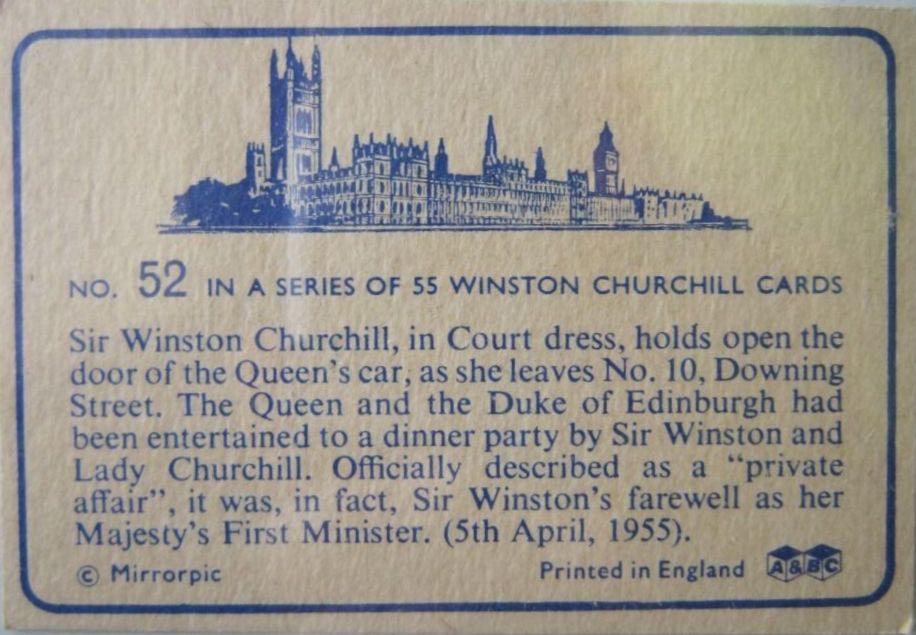 NO. 52 IN A SERIES OF 55 WINSTON CHURCHILL CARDS
Sir Winston Churchill, in Court dress, holds open the
door of the Queen's car, as she leaves No. 10, Downing
Street. The Queen and the Duke of Edinburgh had
been entertained to a dinner party by Sir Winston and
Lady Churchill. Officially described as a “private
affair”, it was, in fact, Sir Winston's farewell as her
Majesty's First Minister. (5th April, 1955).
© Mirrorpic Printed in England A&BC